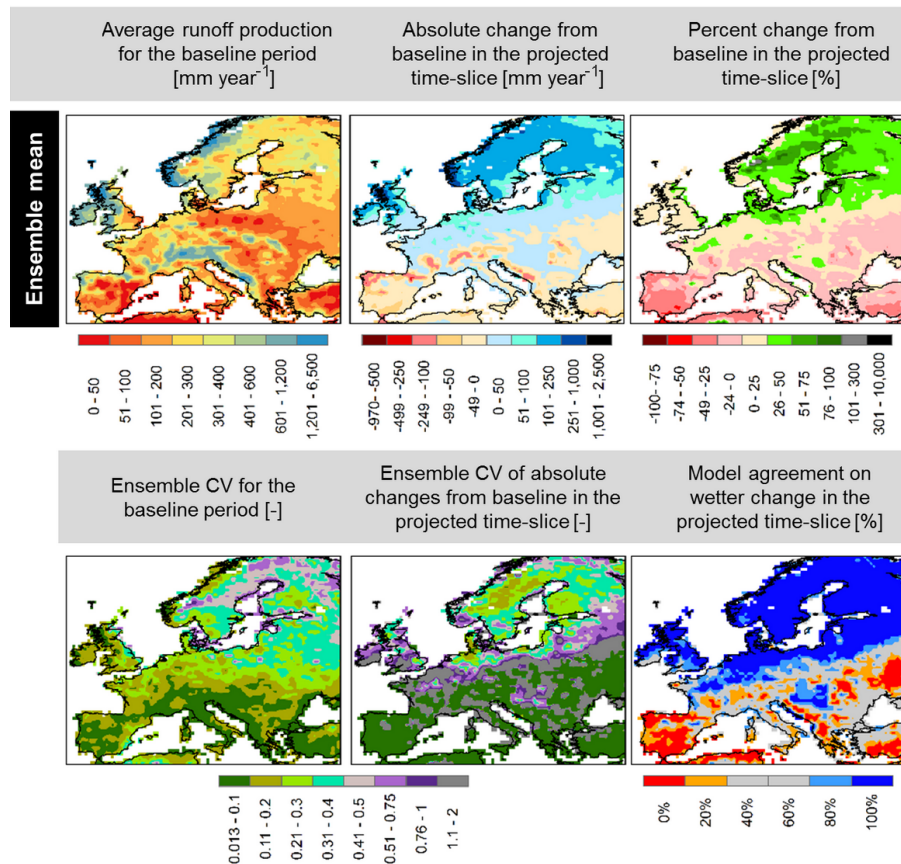 Average runoff production
for the baseline period
[mm year-1]
Absolute change from
baseline in the projected
time-slice [mm year-1]
Percent change from
baseline in the projected
time-slice [%]
Ensemble mean
0 - 50
51 - 100
101 - 200
201 - 300
301 - 400
401 - 600
601 - 1,200
1,201 - 6,500
-970- -500
-499- -250
-249- -100
-99 - -50
-49 - 0
0 - 50
51 - 100
101 - 250
251 - 1,000
1,001 - 2,500
-100- -75
-74 - -50
-49 - -25
-24 - 0
0 - 25
26 - 50
51 - 75
76 - 100
101 - 300
301 - 10,000
Ensemble CV for the
baseline period [-]
Ensemble CV of absolute
changes from baseline in the
projected time-slice [-]
Model agreement on
wetter change in the
projected time-slice [%]
0.013 - 0.1
0.11 - 0.2
0.21 - 0.3
0.31 - 0.4
0.41 - 0.5
0.51 - 0.75
0.76 - 1
1.1 - 2
0%
20%
40%
60%
80%
100%